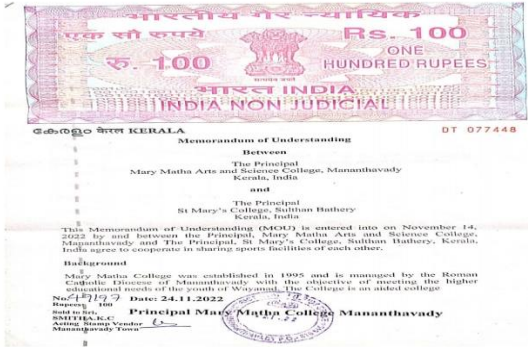 भारतीय गैर न्यायिक
एक सौ रुपये
Rs. 100
रु. 100
ONE
HUNDRED RUPEES
सत्यमेव जयते
भारत INDIA
INDIA NON JUDICIAL
കേരളം केरल KERALA
DT 077448
Memorandum of Understanding
Between
The Principal
Mary Matha Arts and Science College, Mananthavady
Kerala, India
and
The Principal
St Mary's College, Sulthan Bathery
Kerala, India
This Memorandum of Understanding (MOU) is entered into on November 14,
2022 by and between the Principal, Mary Matha Arts and Science College,
Mananthavady and The Principal, St Mary's College, Sulthan Bathery, Kerala,
India agree to cooperate in sharing sports facilities of each other.
Background
Mary Matha College was established in 1995 and is managed by the Roman
Catholic Diocese of Mananthavady with the objective of meeting the higher
educational needs of the youth of Wayanad. The College is an aided college
No. Date: 24.11.2022
Rupees 100
Sold to Sri. Principal Mary Matha College Mananthavady
SMITHA.K.C
Acting Stamp Vendor
Mananthavady Town